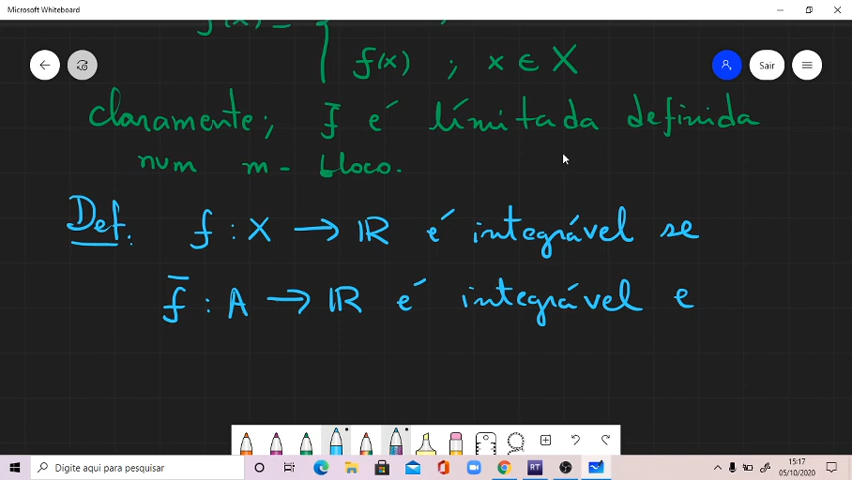 Microsoft Whiteboard
f(x) ; x ∈ X
Sair
claramente; f̄ é limitada definida
num m-bloco.
Def. f : X → ℝ é integrável se
f̄ : A → ℝ é integrável e
Digite aqui para pesquisar
RT
15:17
05/10/2020